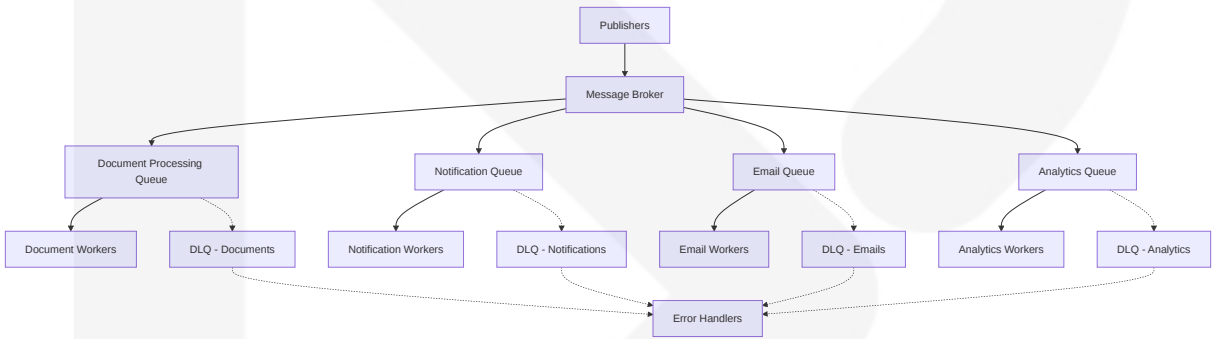 Publishers
Message Broker
Document Processing
Queue
Notification Queue
Email Queue
Analytics Queue
Document Workers
DLQ - Documents
Notification Workers
DLQ - Notifications
Email Workers
DLQ - Emails
Analytics Workers
DLQ - Analytics
Error Handlers